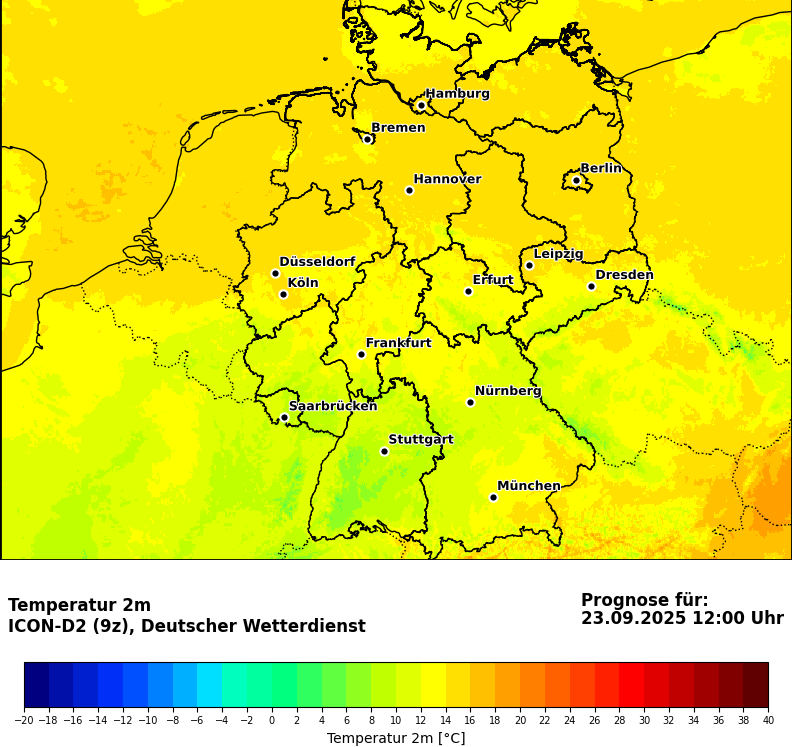 Hamburg
Bremen
Berlin
Hannover
Leipzig
Düsseldorf
Dresden
Köln
Erfurt
Frankfurt
Nürnberg
Saarbrücken
Stuttgart
München
Temperatur 2m
ICON-D2 (9z), Deutscher Wetterdienst
Prognose für:
23.09.2025 12:00 Uhr
−20 −18 −16 −14 −12 −10 −8 −6 −4 −2 0 2 4 6 8 10 12 14 16 18 20 22 24 26 28 30 32 34 36 38 40
Temperatur 2m [°C]